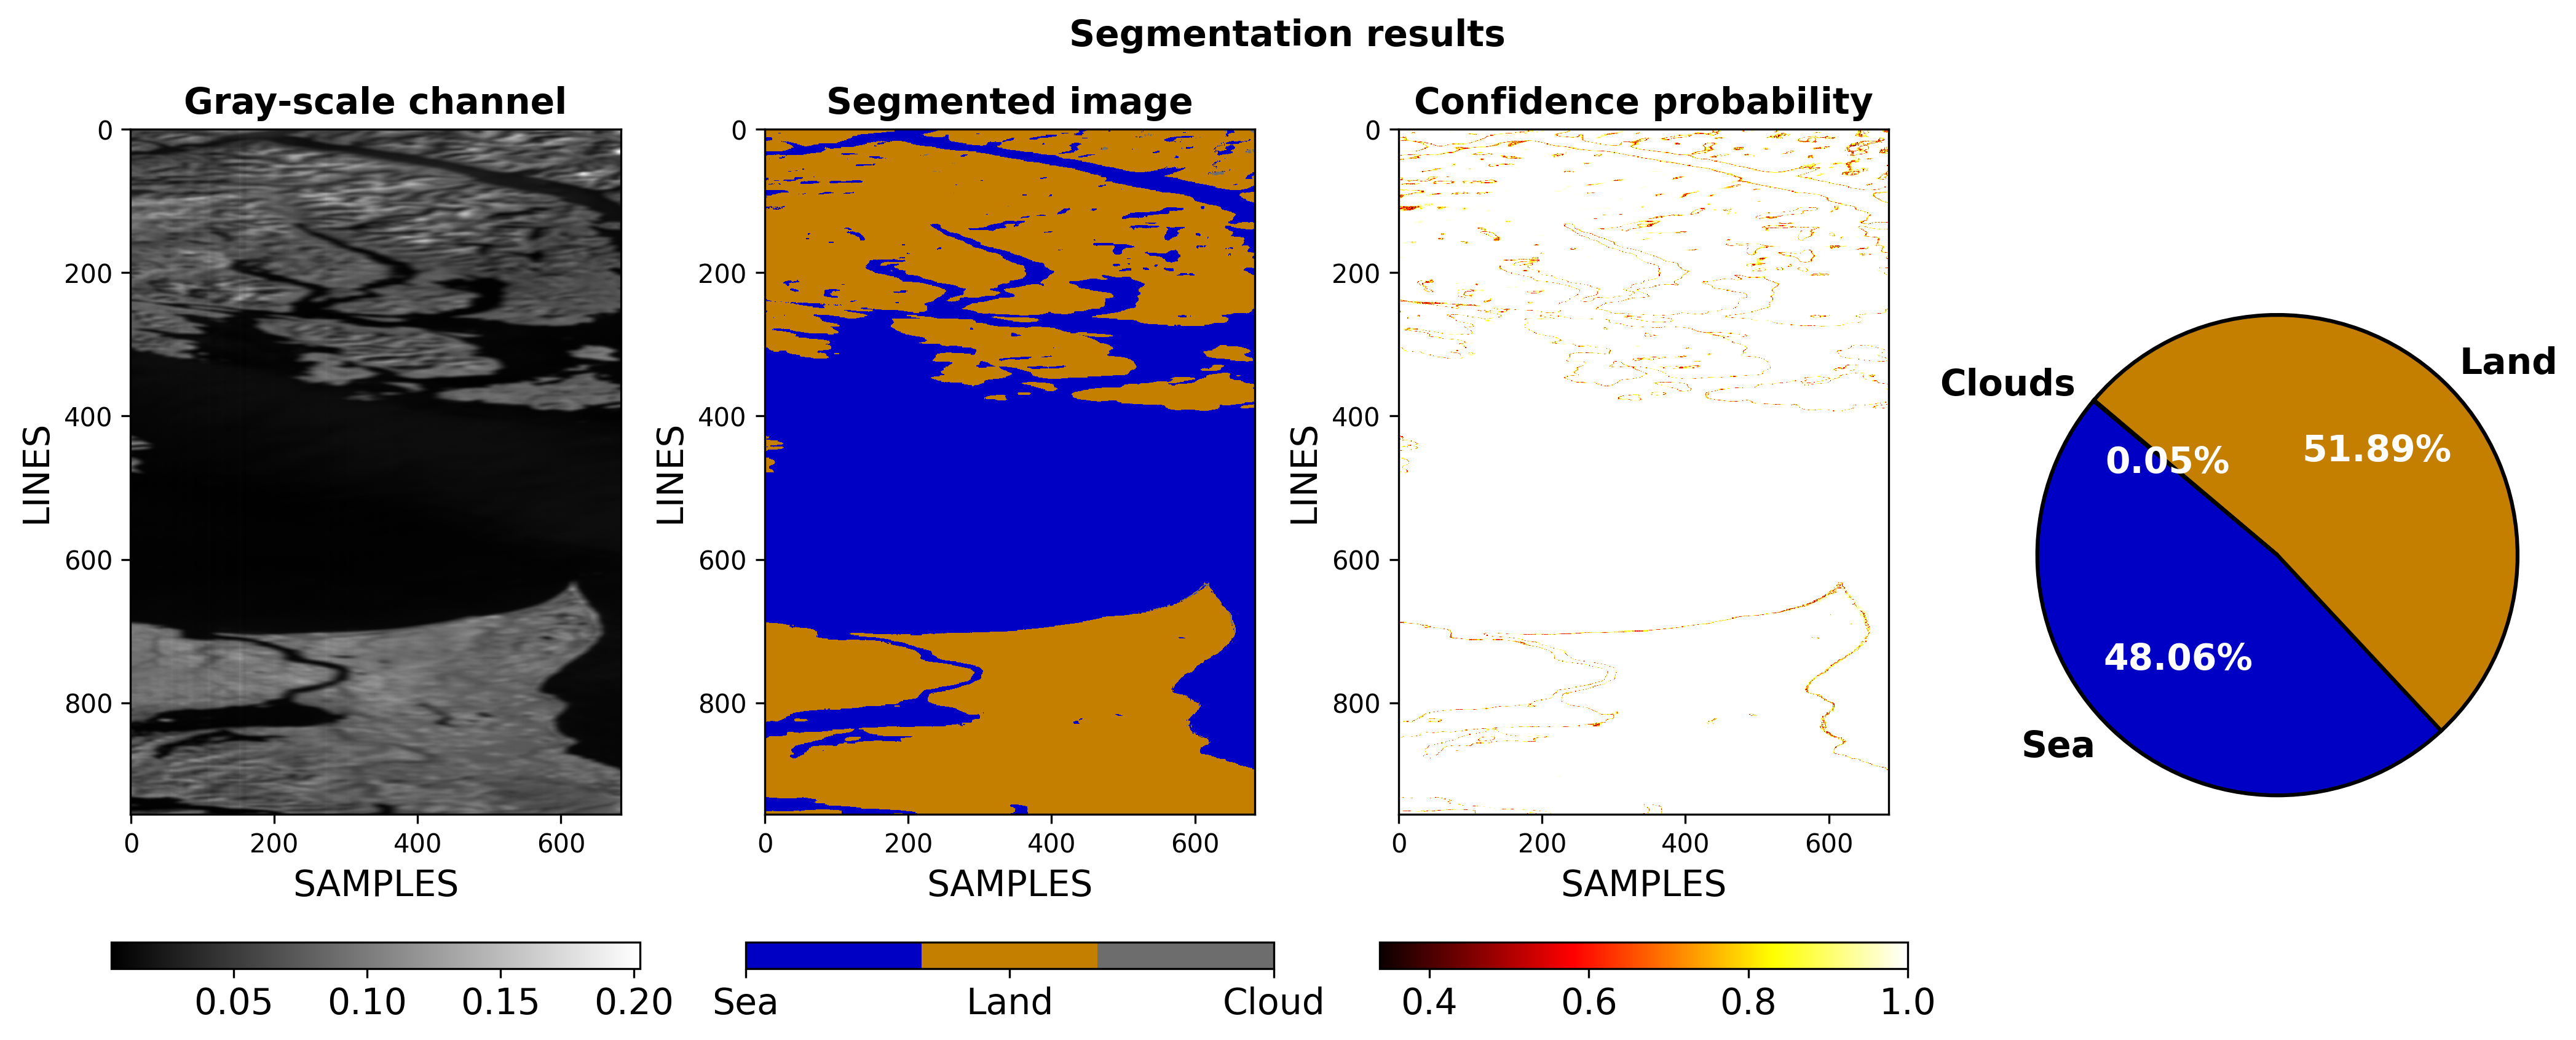 Segmentation results
Gray-scale channel
Segmented image
Confidence probability
0
200
400
600
800
LINES
0
200
400
600
SAMPLES
0.05
0.10
0.15
0.20
0
200
400
600
800
LINES
0
200
400
600
SAMPLES
Sea
Land
Cloud
0
200
400
600
800
LINES
0
200
400
600
SAMPLES
0.4
0.6
0.8
1.0
Land
Clouds
51.89%
0.05%
48.06%
Sea